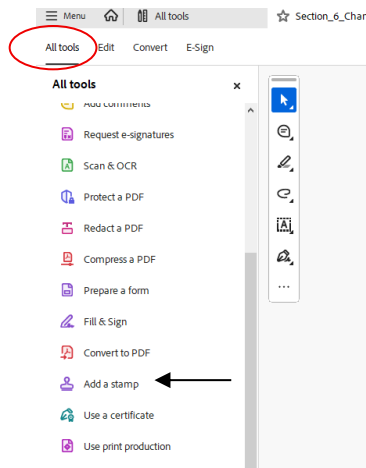 Menu
All tools
Section_6_Char
All tools Edit Convert E-Sign
All tools
Add comments
Request e-signatures
Scan & OCR
Protect a PDF
Redact a PDF
Compress a PDF
Prepare a form
Fill & Sign
Convert to PDF
Add a stamp
Use a certificate
Use print production